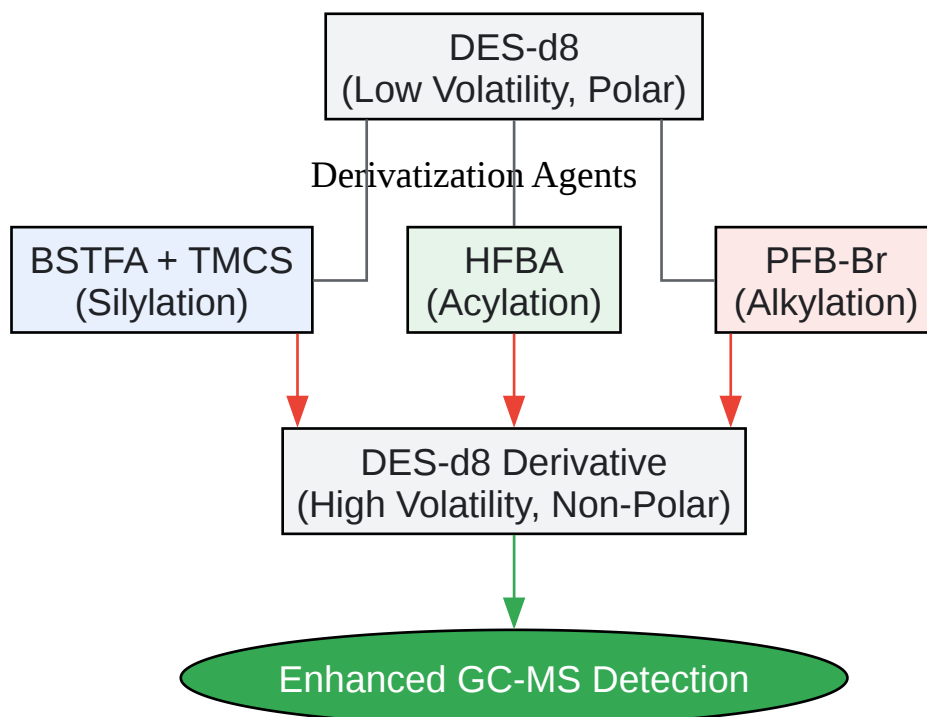 DES-d8
(Low Volatility, Polar)
Derivatization Agents
BSTFA + TMCS
(Silylation)
HFBA
(Acylation)
PFB-Br
(Alkylation)
DES-d8 Derivative
(High Volatility, Non-Polar)
Enhanced GC-MS Detection